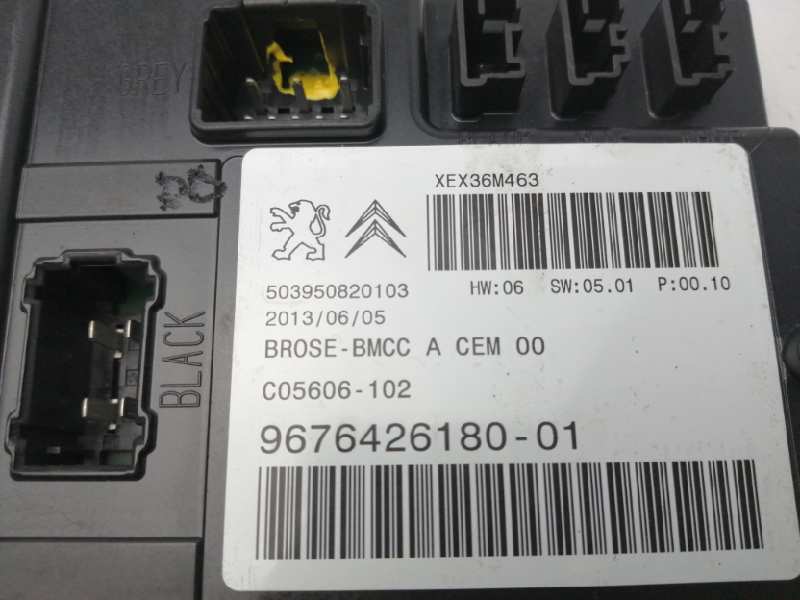 GREY
XEX36M463
503950820103 HW:06 SW:05.01 P:00.10
2013/06/05
BROSE-BMCC A CEM 00
C05606-102
9676426180-01
BLACK